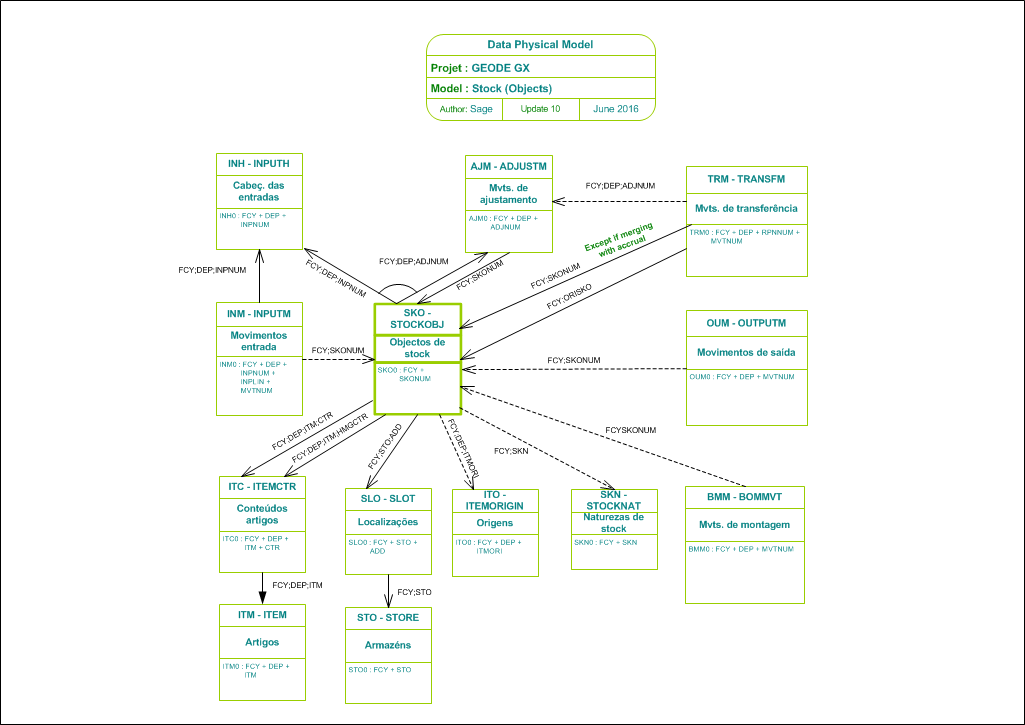 Data Physical Model
Projet : GEODE GX
Model : Stock (Objects)
Author: Sage
Update 10
June 2016
INH - INPUTH
Cabeç. das
entradas
INH0 : FCY + DEP +
INPNUM
AJM - ADJUSTM
Mvts. de
ajustamento
AJM0 : FCY + DEP +
ADJNUM
TRM - TRANSFM
Mvts. de transferência
TRM0 : FCY + DEP + RPNNUM +
MVTNUM
FCY;DEP;ADJNUM
Except if merging
with accrual
FCY;SKONUM
FCY;ORISKO
FCY;DEP;ADJNUM
FCY;SKONUM
FCY;DEP;INPNUM
FCY;DEP;INPNUM
INM - INPUTM
Movimentos
entrada
INM0 : FCY + DEP +
INPNUM +
INPLIN +
MVTNUM
FCY;SKONUM
SKO -
STOCKOBJ
Objectos de
stock
SKO0 : FCY +
SKONUM
FCY;SKONUM
OUM - OUTPUTM
Movimentos de saída
OUM0 : FCY + DEP + MVTNUM
FCY;DEP;ITM;CTR
FCY;DEP;ITM;HMGCTR
FCY;STO;ADD
FCY;DEP;ITMORI
FCY;SKN
FCYSKONUM
ITC - ITEMCTR
Conteúdos
artigos
ITC0 : FCY + DEP +
ITM + CTR
SLO - SLOT
Localizações
SLO0 : FCY + STO +
ADD
ITO -
ITEMORIGIN
Origens
ITO0 : FCY + DEP +
ITMORI
SKN -
STOCKNAT
Naturezas de
stock
SKN0 : FCY + SKN
BMM - BOMMVT
Mvts. de montagem
BMM0 : FCY + DEP + MVTNUM
FCY;DEP;ITM
FCY;STO
ITM - ITEM
Artigos
ITM0 : FCY + DEP +
ITM
STO - STORE
Armazéns
STO0 : FCY + STO